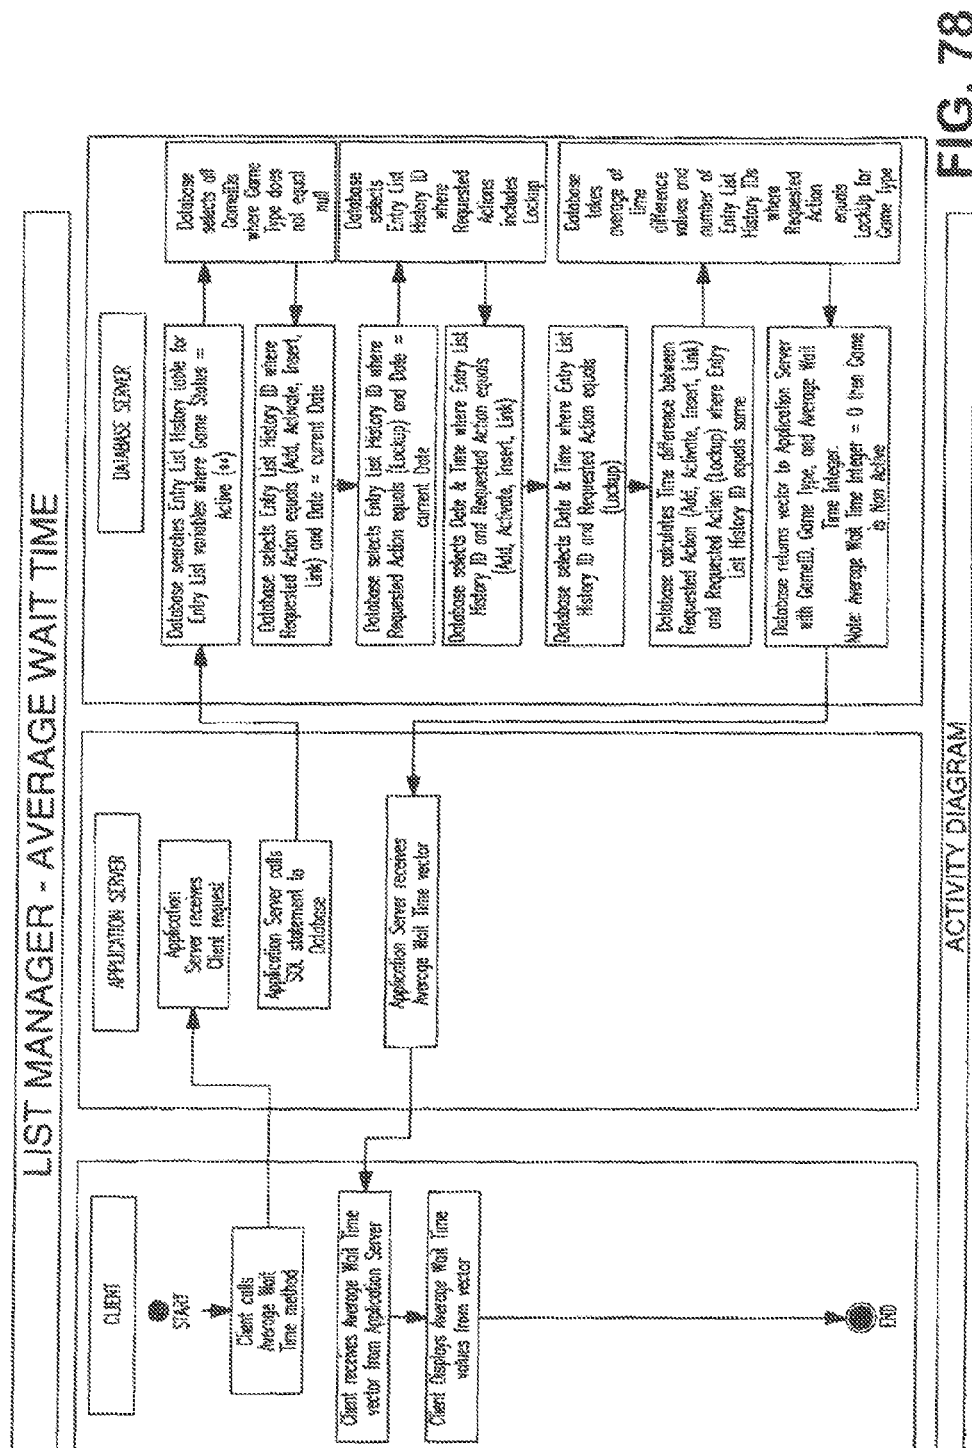 LIST MANAGER - AVERAGE WAIT TIME
CLIENT
START
Client calls
Average Wait
Time method
Client receives Average Wait Time
vector from Application Server
Client Displays Average Wait Time
values from vector
END
APPLICATION SERVER
Application
Server receives
Client request
Application Server calls
SQL statement to
Database
Application Server receives
Average Wait Time vector
DATABASE SERVER
Database searches Entry List History table for
Entry List variables where Game Status =
Active (**)
Database selects all
GameIDs
where Game
Type does
not equal
null
Database selects Entry List History ID where
Requested Action equals (Add, Activate, Insert,
Link) and Date = current Date
Database selects Entry List History ID where
Requested Action equals (Lockup) and Date =
current Date
Database
selects
Entry List
History ID
where
Requested
Actions
includes
Lockup
Database selects Date & Time where Entry List
History ID and Requested Action equals
(Add, Activate, Insert, Link)
Database selects Date & Time where Entry List
History ID and Requested Action equals
(Lockup)
Database calculates Time difference between
Requested Action (Add, Activate, Insert, Link)
and Requested Action (Lockup) where Entry
List History ID equals same.
Database
takes
average of
time
difference
values and
number of
Entry List
History IDs
where
Requested
Action
equals
LockUp for
Game Type
Database returns vector to Application Server
with GameID, Game Type, and Average Wait
Time Integer.
Note: Average Wait Time Integer = 0 then Game
is Non Active
ACTIVITY DIAGRAM
FIG. 78